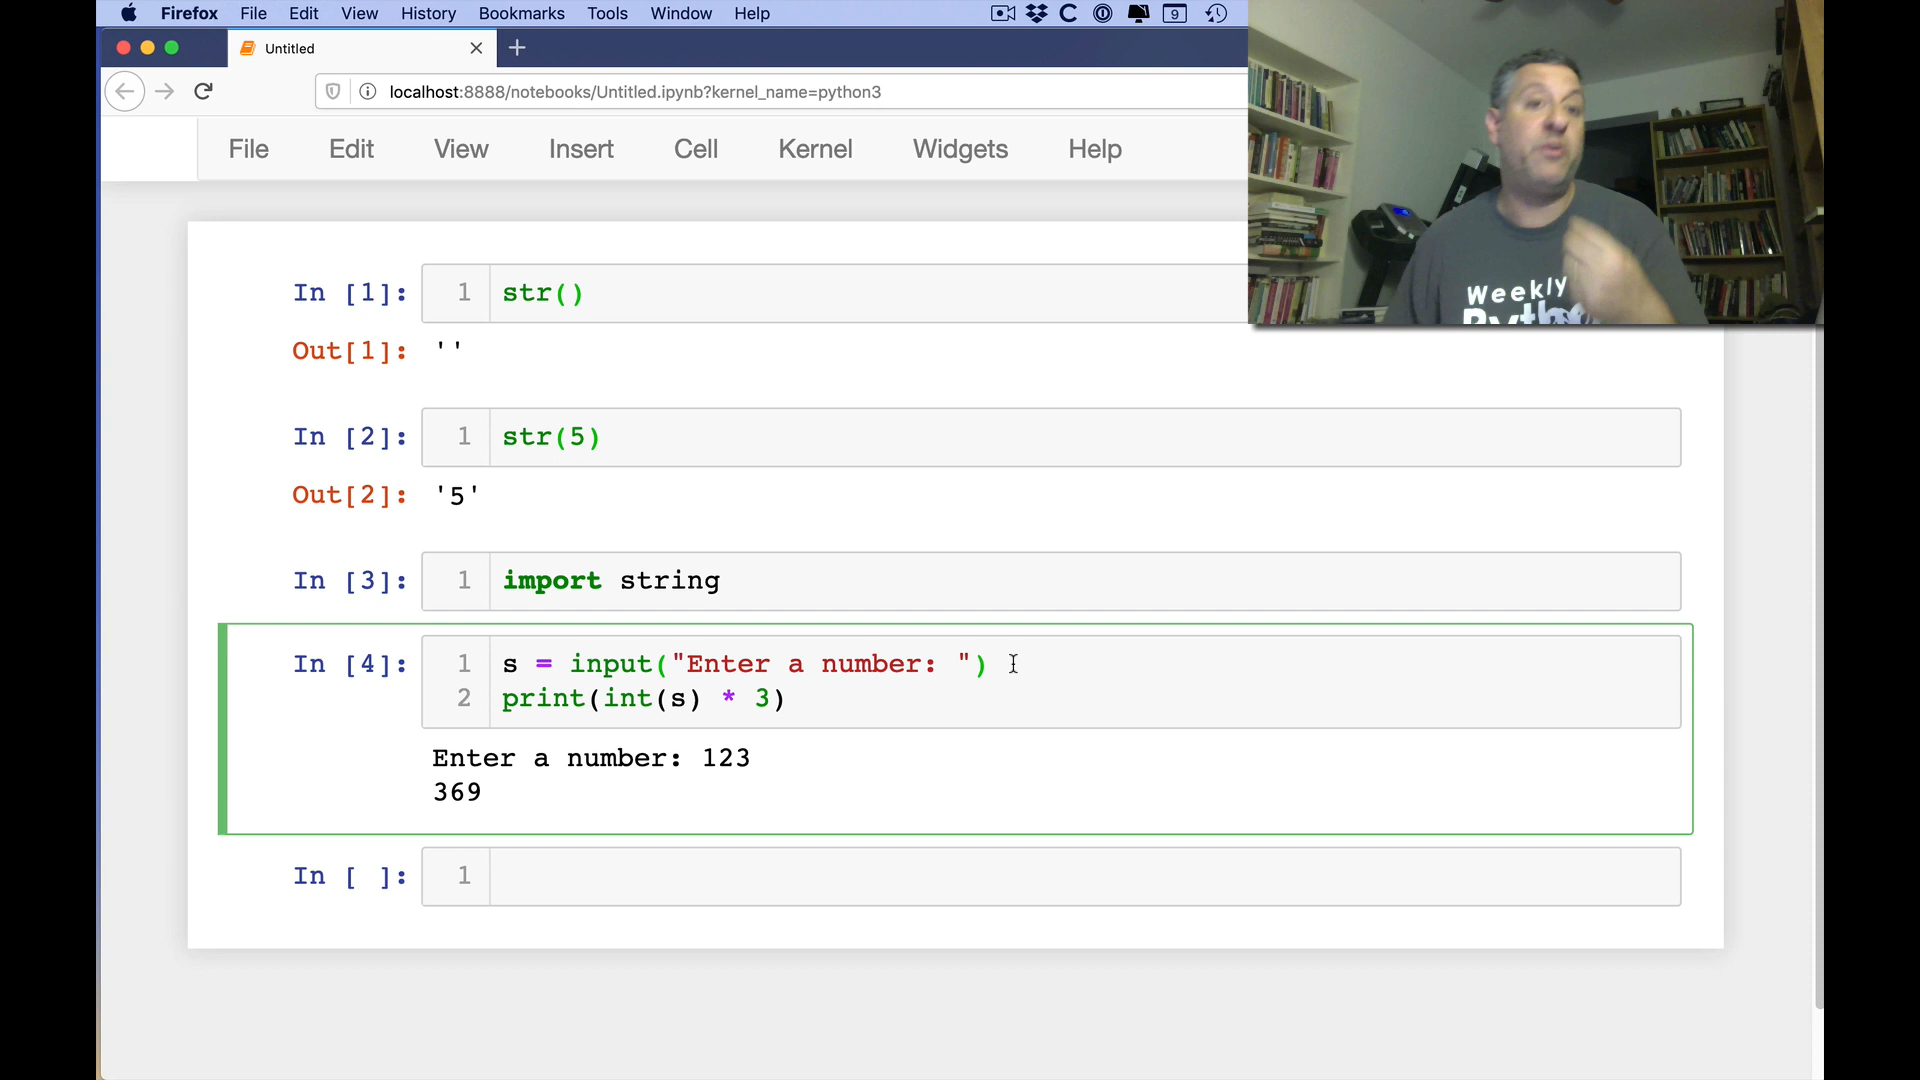 Firefox File Edit View History Bookmarks Tools Window Help 9
Untitled
localhost:8888/notebooks/Untitled.ipynb?kernel_name=python3
File Edit View Insert Cell Kernel Widgets Help
Weekly
Python
In [1]: 1 str()
Out[1]: ''
In [2]: 1 str(5)
Out[2]: '5'
In [3]: 1 import string
In [4]: 1 s = input("Enter a number: ")
2 print(int(s) * 3)
Enter a number: 123
369
In [ ]: 1